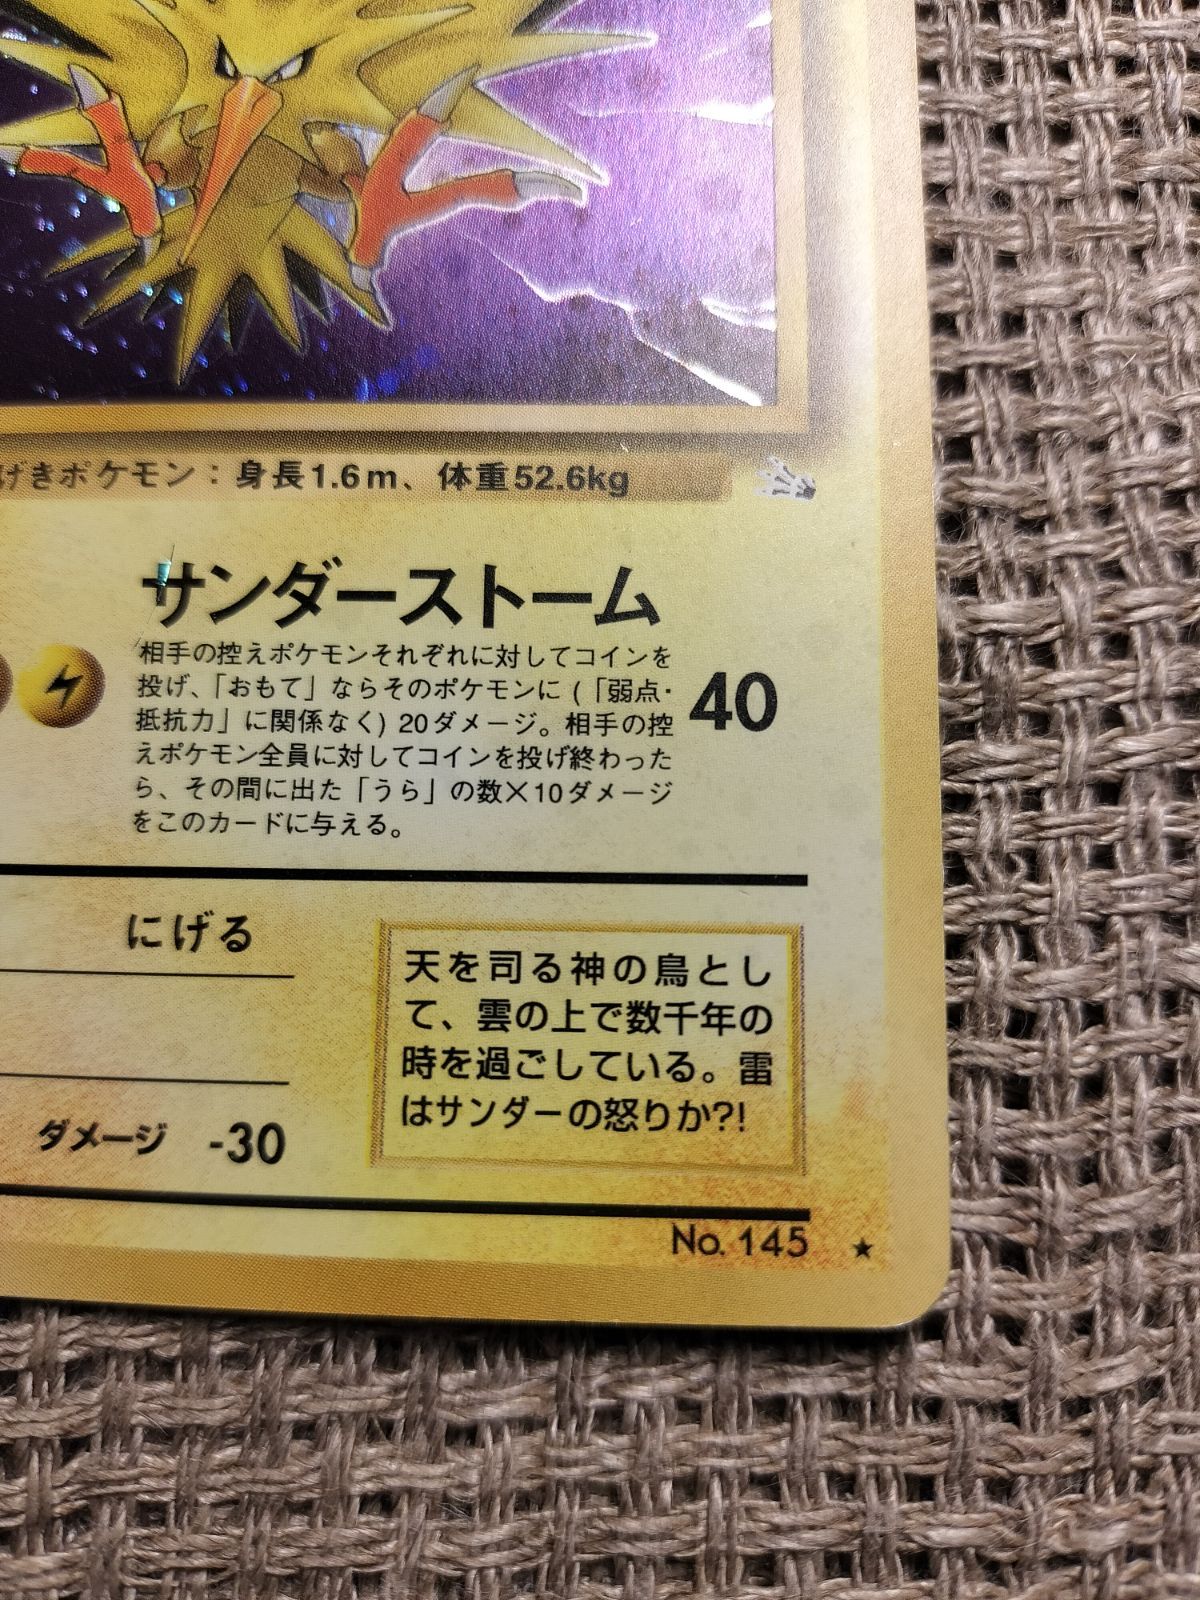 げきポケモン：身長1.6m、体重52.6kg
サンダーストーム
相手の控えポケモンそれぞれに対してコインを
投げ、「おもて」ならそのポケモンに (「弱点・
抵抗力」に関係なく) 20ダメージ。相手の控
えポケモン全員に対してコインを投げ終わった
ら、その間に出た「うら」の数×10ダメージ
をこのカードに与える。
40
にげる
天を司る神の鳥とし
て、雲の上で数千年の
時を過ごしている。雷
はサンダーの怒りか?!
ダメージ -30
No. 145 ★